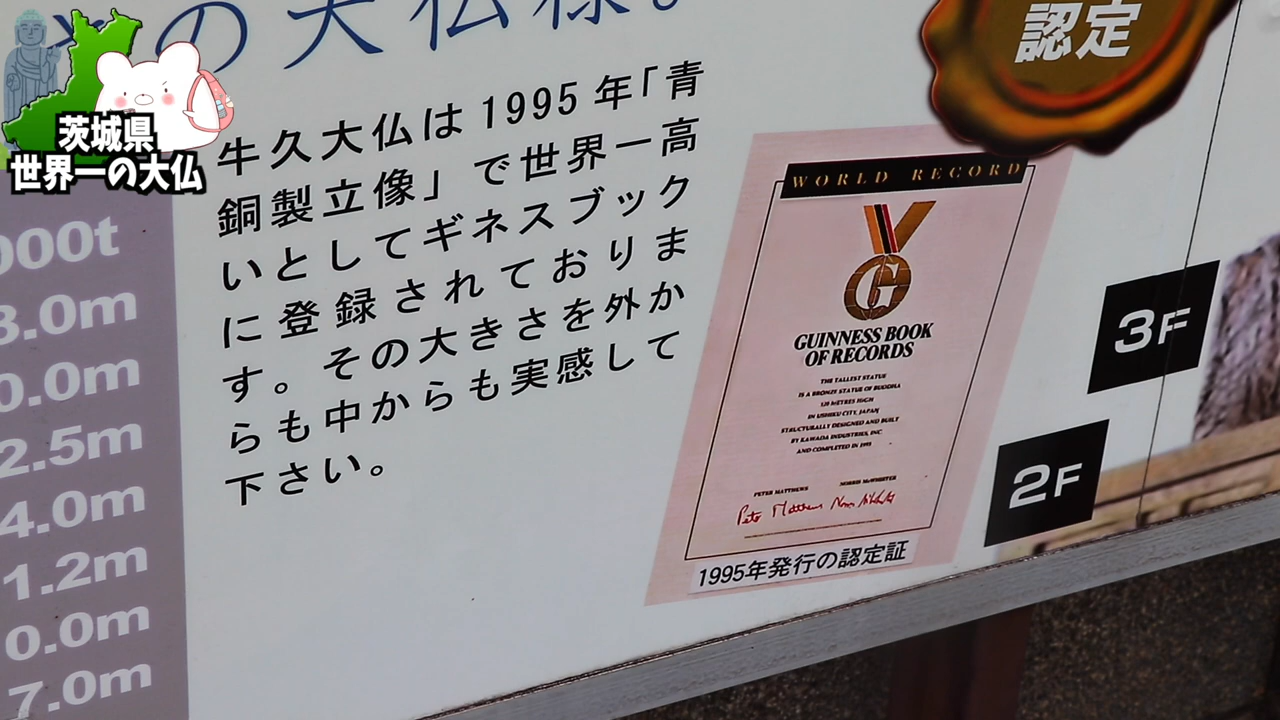 の大仏様。
認定
茨城県
世界一の大仏
牛久大仏は1995年「青
銅製立像」で世界一高
いとしてギネスブック
に登録されておりま
す。その大きさを外か
らも中からも実感して
下さい。
000t
3.0m
0.0m
2.5m
4.0m
1.2m
0.0m
7.0m
WORLD RECORD
G
GUINNESS BOOK
OF RECORDS
THE TALLEST STATUE
IS A BRONZE STATUE OF BUDDHA
120 METRES HIGH
IN USHIKU CITY, JAPAN
STRUCTURALLY DESIGNED AND BUILT
BY KAWADA INDUSTRIES, INC
AND COMPLETED IN 1993
PETER MATTHEWS NORRIS McWHIRTER
Peter Matthews Norris McWhirter
1995年発行の認定証
3F
2F